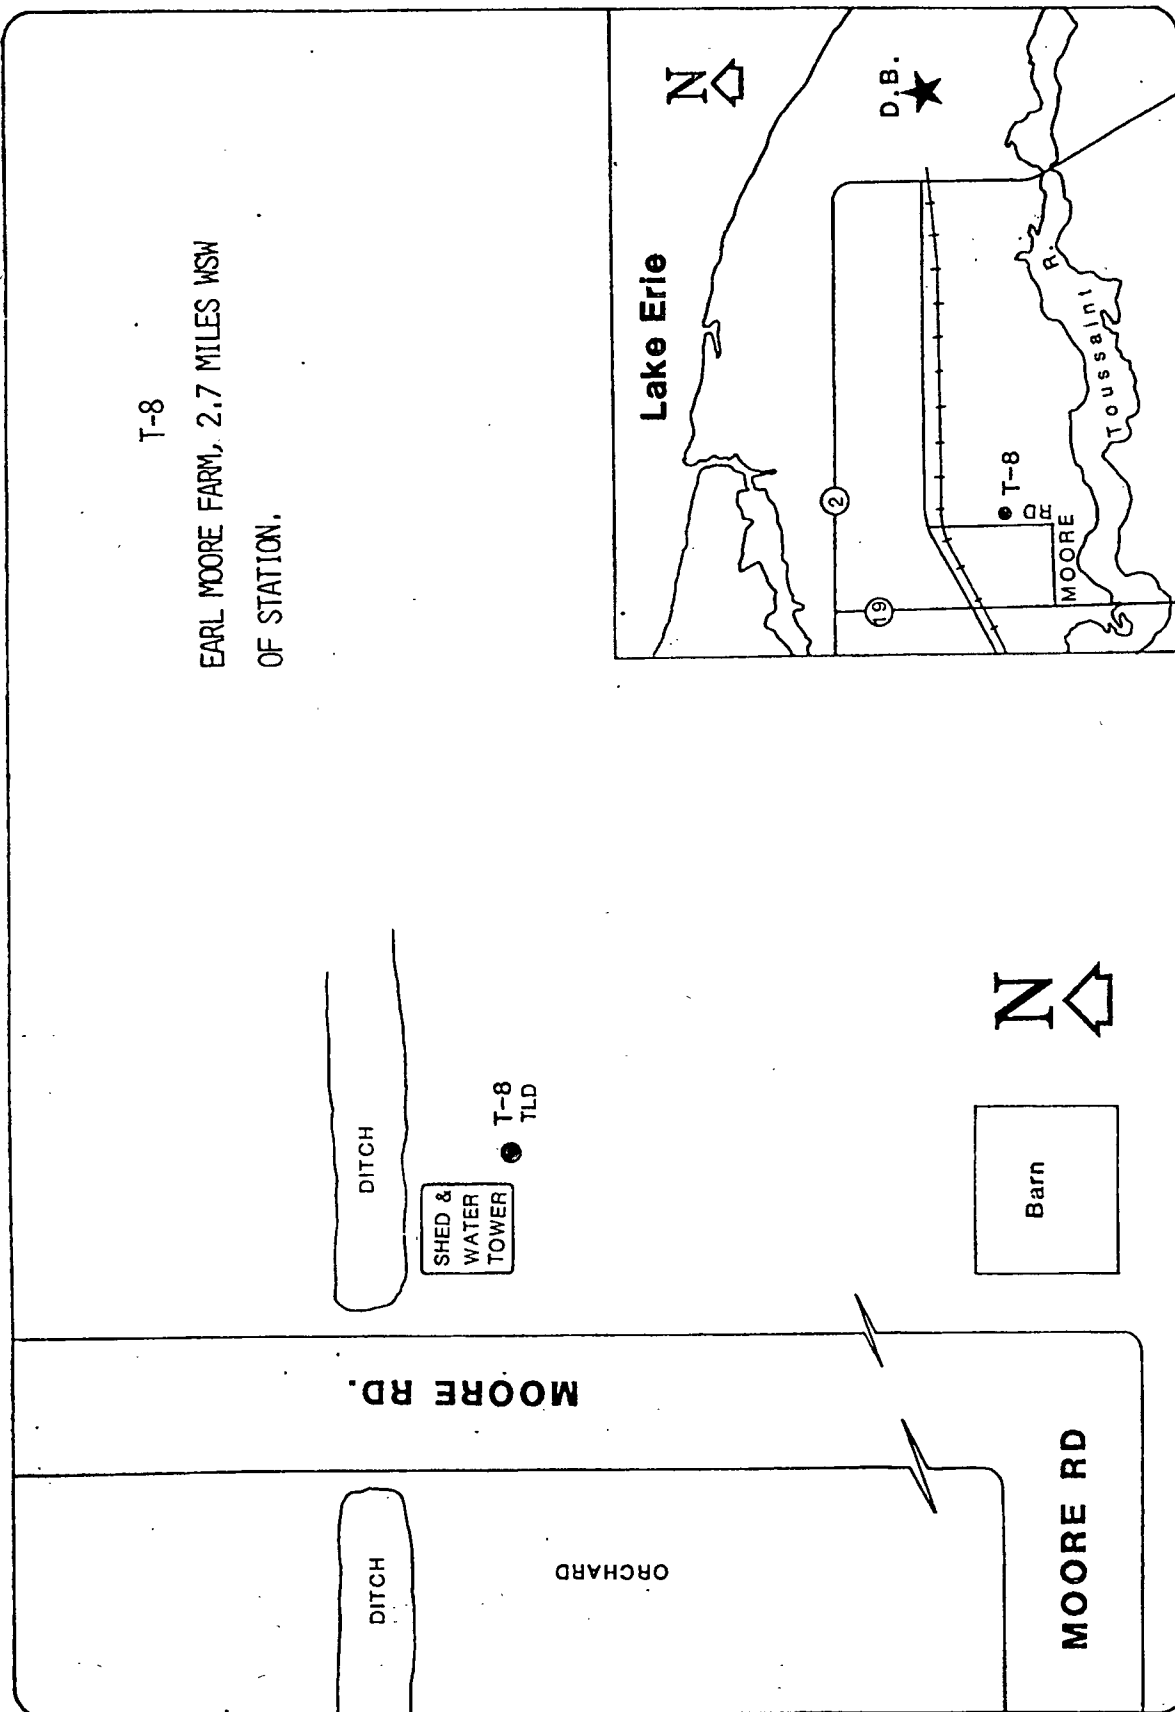 T-8
EARL MOORE FARM, 2.7 MILES WSW
OF STATION.
DITCH
MOORE RD.
DITCH
SHED &
WATER
TOWER
T-8
TLD
ORCHARD
Barn
N
MOORE RD
N
Lake Erie
D.B.
2
19
T-8
RD
MOORE
Toussaint R.